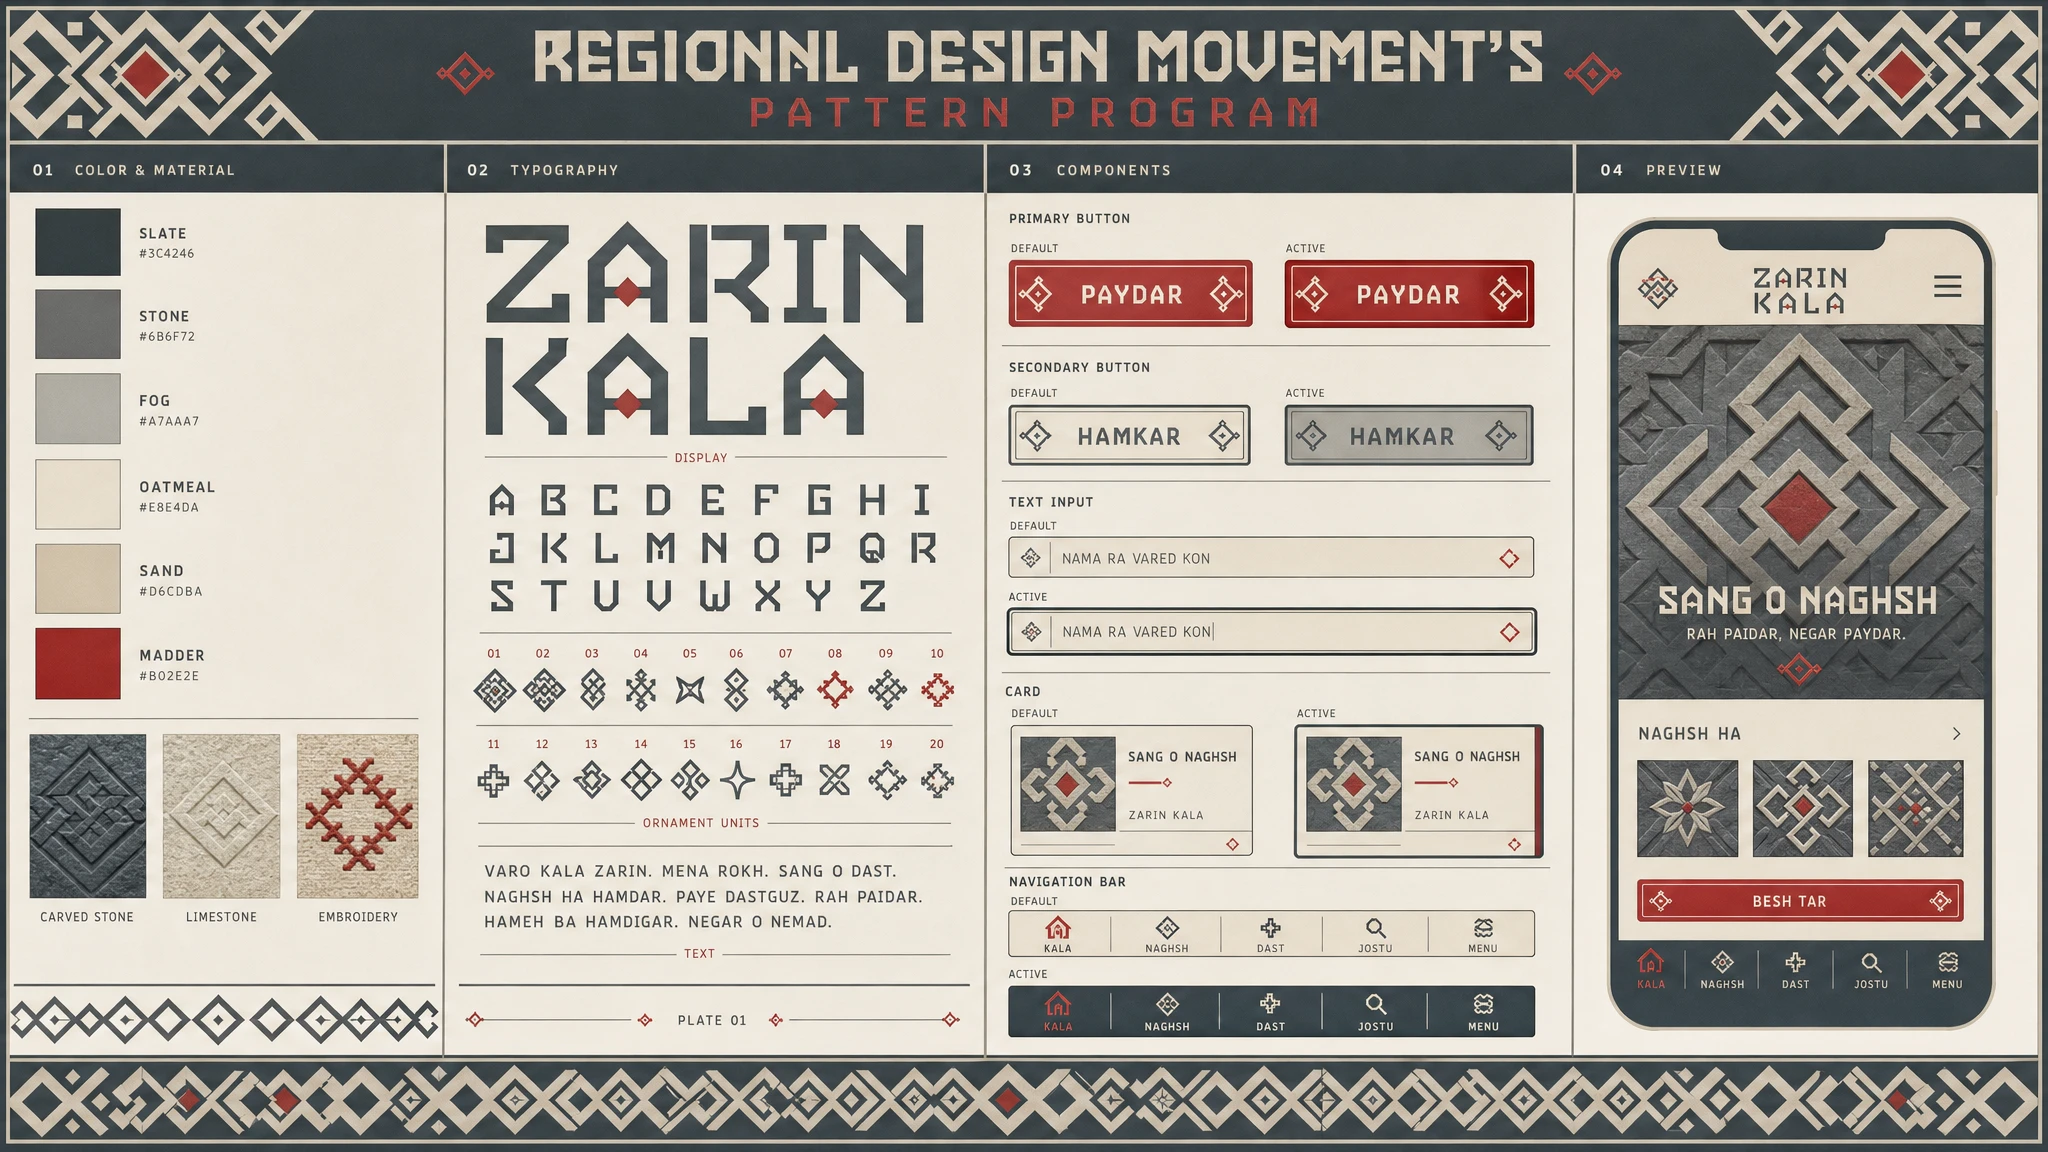 REGIONNL DESIGN MOVEMENT'S
PATTERN PROGRAM
01 COLOR & MATERIAL
SLATE
#3C4246
STONE
#6B6F72
FOG
#A7AAA7
OATMEAL
#E8E4DA
SAND
#D6CDBA
MADDER
#B02E2E
CARVED STONE
LIMESTONE
EMBROIDERY
02 TYPOGRAPHY
ZARIN
KALA
DISPLAY
A B C D E F G H I
J K L M N O P Q R
S T U V W X Y Z
01 02 03 04 05 06 07 08 09 10
11 12 13 14 15 16 17 18 19 20
ORNAMENT UNITS
VARO KALA ZARIN. MENA ROKH. SANG O DAST.
NAGHSH HA HAMDAR. PAYE DASTGUZ. RAH PAIDAR.
HAMEH BA HAMDIGAR. NEGAR O NEMAD.
TEXT
PLATE 01
03 COMPONENTS
PRIMARY BUTTON
DEFAULT ACTIVE
PAYDAR PAYDAR
SECONDARY BUTTON
DEFAULT ACTIVE
HAMKAR HAMKAR
TEXT INPUT
DEFAULT
NAMA RA VARED KON
ACTIVE
NAMA RA VARED KON
CARD
DEFAULT ACTIVE
SANG O NAGHSH SANG O NAGHSH
ZARIN KALA ZARIN KALA
NAVIGATION BAR
DEFAULT
KALA NAGHSH DAST JOSTU MENU
ACTIVE
KALA NAGHSH DAST JOSTU MENU
04 PREVIEW
ZARIN
KALA
SANG O NAGHSH
RAH PAIDAR, NEGAR PAYDAR.
NAGHSH HA
BESH TAR
KALA NAGHSH DAST JOSTU MENU